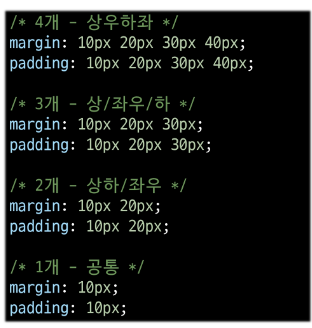 /* 4개 - 상우하좌 */
margin: 10px 20px 30px 40px;
padding: 10px 20px 30px 40px;
/* 3개 - 상/좌우/하 */
margin: 10px 20px 30px;
padding: 10px 20px 30px;
/* 2개 - 상하/좌우 */
margin: 10px 20px;
padding: 10px 20px;
/* 1개 - 공통 */
margin: 10px;
padding: 10px;